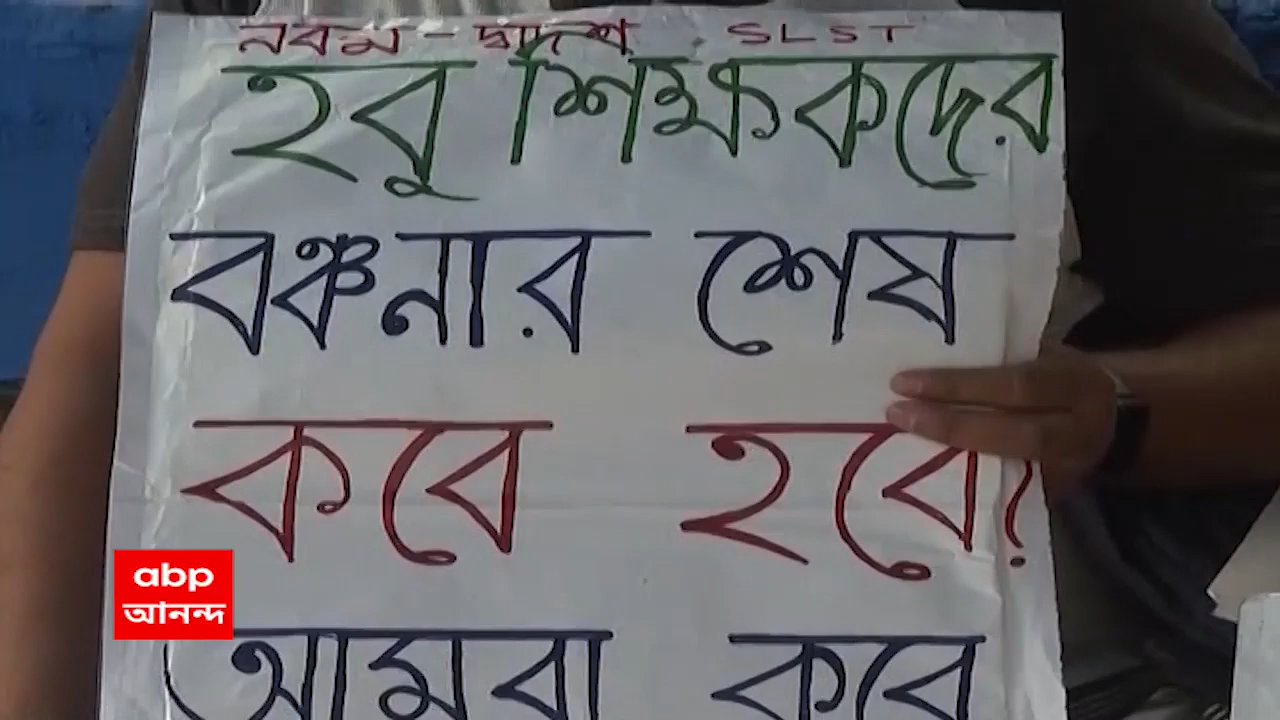 নবম - দ্বাদশ SLST
হবু শিক্ষকদের
বঞ্চনার শেষ
কবে হবে?
abp
আনন্দ
আমরা কবে